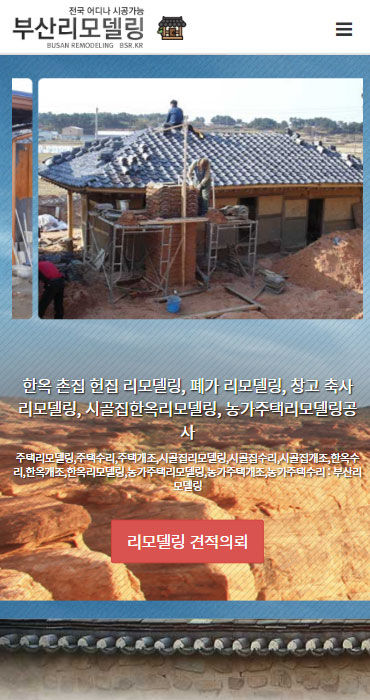 전국 어디나 시공가능
부산리모델링
BUSAN REMODELING BSR.KR
한옥 촌집 헌집 리모델링, 폐가 리모델링, 창고 축사
리모델링, 시골집한옥리모델링, 농가주택리모델링공
사
주택리모델링,주택수리,주택개조,시골집리모델링,시골집수리,시골집개조,한옥수
리,한옥개조,한옥리모델링,농가주택리모델링,농가주택개조,농가주택수리 : 부산리
모델링
리모델링 견적의뢰